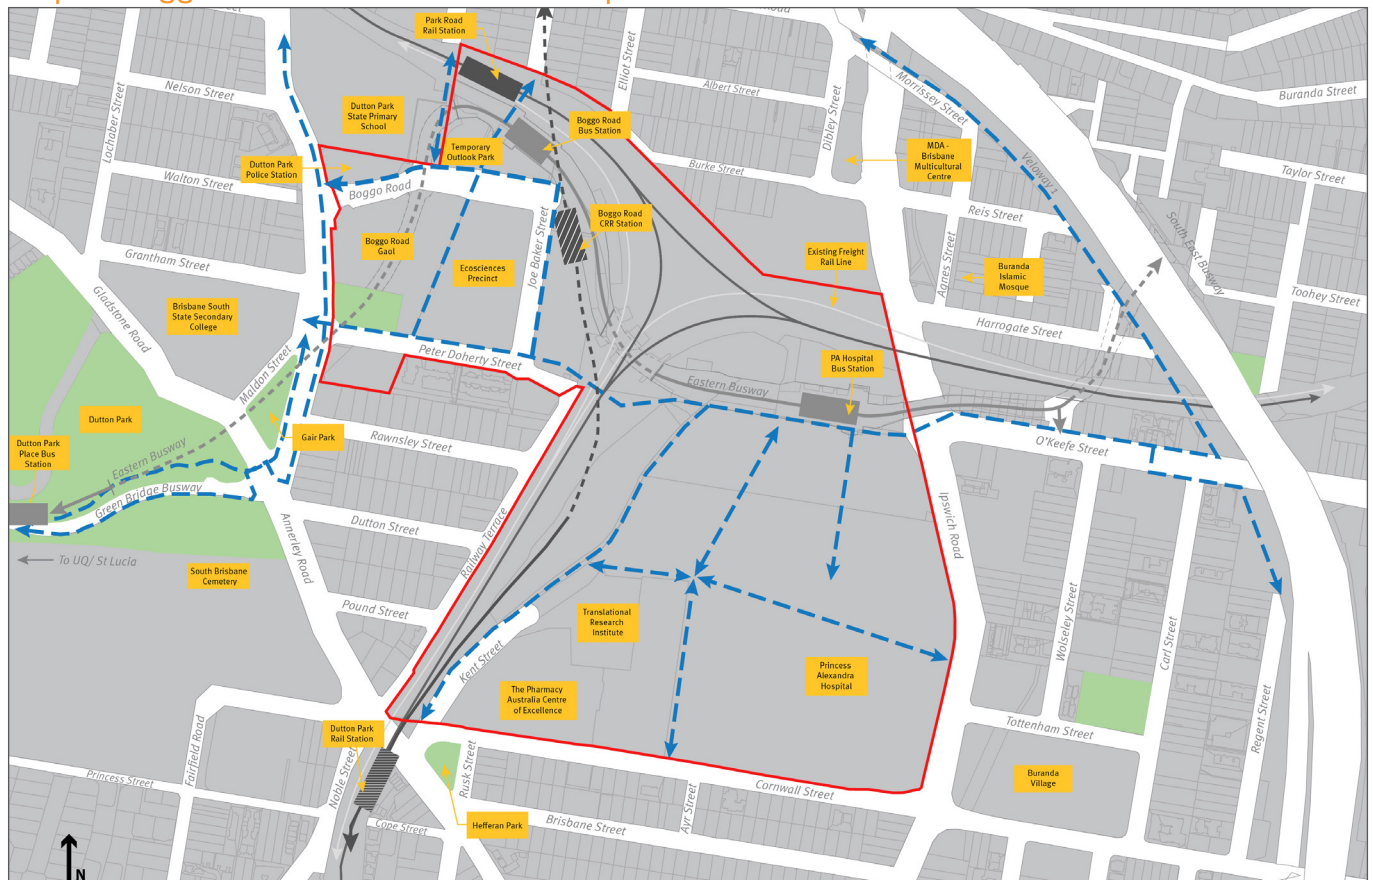 Park Road
Rail Station
Elliot Street
Albert Street
Morrissey Street
Buranda Street
Nelson Street
Lochaber Street
Dutton Park
State Primary
School
Boggo Road
Bus Station
Dibley Street
Temporary
Outlook Park
MDA -
Brisbane
Multicultural
Centre
Veloway 1
Dutton Park
Police Station
Burke Street
Taylor Street
Walton Street
Boggo Road
Reis Street
South East Busway
Boggo Road
CRR Station
Joe Baker Street
Boggo Road
Gaol
Existing Freight
Rail Line
Agnes Street
Grantham Street
Ecosciences
Precinct
Buranda
Islamic
Mosque
Toohey Street
Gladstone Road
Brisbane South
State Secondary
College
Harrogate Street
Peter Doherty Street
Maldon Street
PA Hospital
Bus Station
Eastern Busway
Dutton Park
Gair Park
Rawnsley Street
O'Keefe Street
Dutton Park
Place Bus
Station
Eastern Busway
Green Bridge Busway
Annerley Road
Dutton Street
Railway Terrace
Ipswich Road
To UQ/ St Lucia
South Brisbane
Cemetery
Pound Street
Translational
Research
Institute
Wolseley Street
Carl Street
Kent Street
Princess
Alexandra
Hospital
The Pharmacy
Australia Centre
of Excellence
Regent Street
Fairfield Road
Dutton Park
Rail Station
Tottenham Street
Noble Street
Rusk Street
Princess Street
Buranda
Village
Cornwall Street
Ayr Street
Cope Street
Hefferan Park
Brisbane Street
N